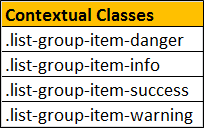 Contextual Classes
.list-group-item-danger
.list-group-item-info
.list-group-item-success
.list-group-item-warning